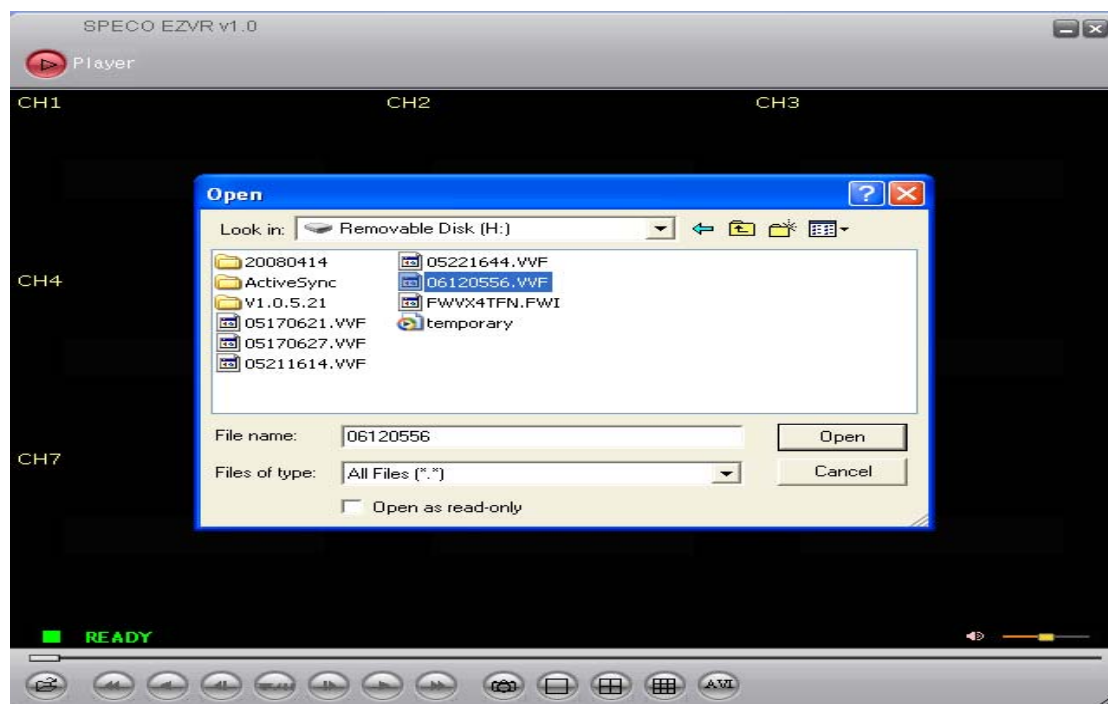 SPECO EZVR v1.0
Player
CH1 CH2 CH3
Open
Look in: Removable Disk (H:)
20080414 05221644.VVF
ActiveSync 06120556.VVF
V1.0.5.21 FWVX4TFN.FWI
05170621.VVF temporary
05170627.VVF
05211614.VVF
CH4
File name: 06120556 Open
CH7
Files of type: All Files (*.*) Cancel
Open as read-only
READY
AVI